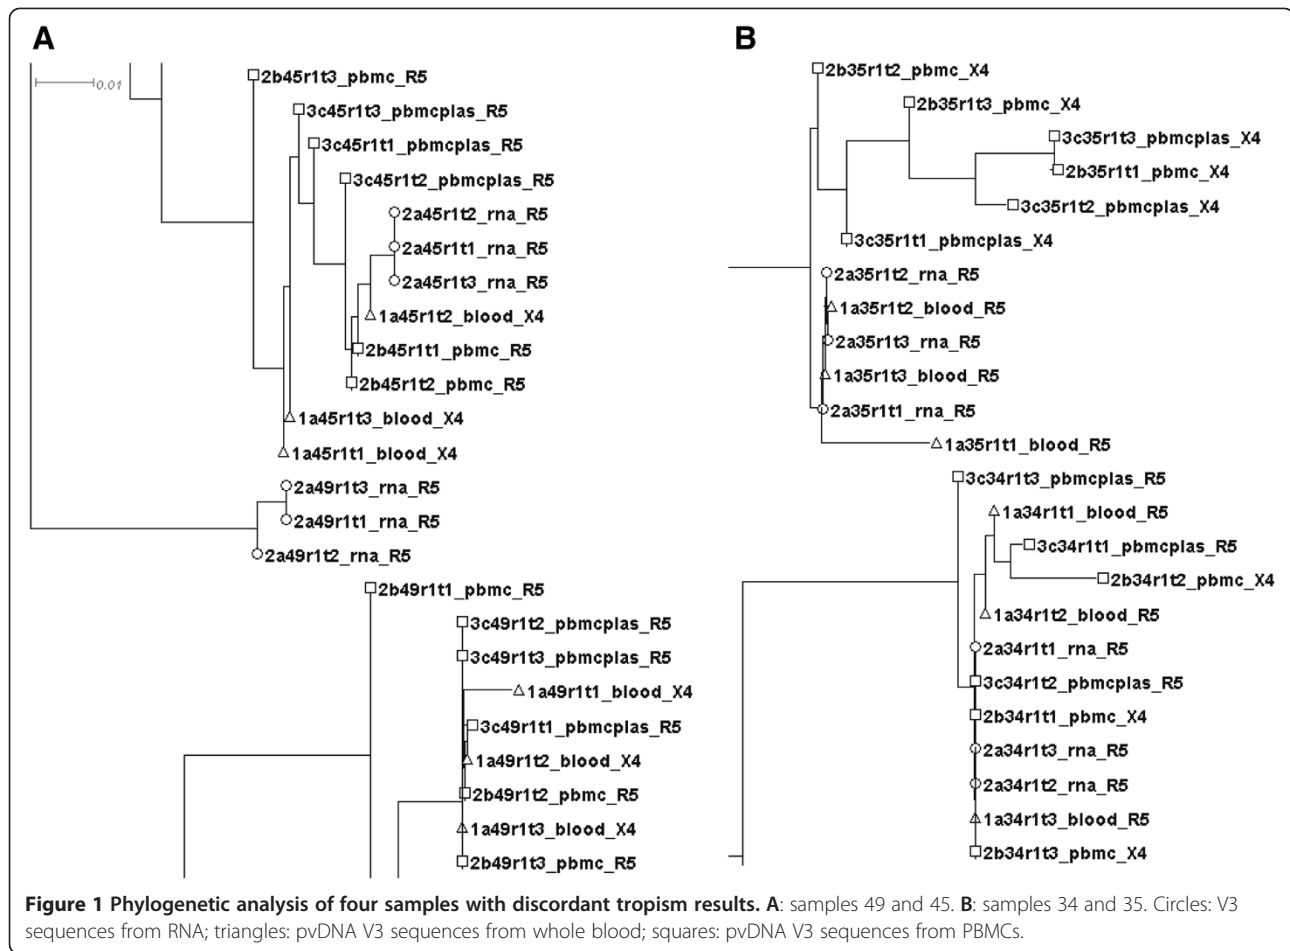 A
0.01
2b45r1t3_pbmc_R5
3c45r1t3_pbmcplas_R5
3c45r1t1_pbmcplas_R5
3c45r1t2_pbmcplas_R5
2a45r1t2_rna_R5
2a45r1t1_rna_R5
2a45r1t3_rna_R5
1a45r1t2_blood_X4
2b45r1t1_pbmc_R5
2b45r1t2_pbmc_R5
1a45r1t3_blood_X4
1a45r1t1_blood_X4
2a49r1t3_rna_R5
2a49r1t1_rna_R5
2a49r1t2_rna_R5
2b49r1t1_pbmc_R5
3c49r1t2_pbmcplas_R5
3c49r1t3_pbmcplas_R5
1a49r1t1_blood_X4
3c49r1t1_pbmcplas_R5
1a49r1t2_blood_X4
2b49r1t2_pbmc_R5
1a49r1t3_blood_X4
2b49r1t3_pbmc_R5
B
2b35r1t2_pbmc_X4
2b35r1t3_pbmc_X4
3c35r1t3_pbmcplas_X4
2b35r1t1_pbmc_X4
3c35r1t2_pbmcplas_X4
3c35r1t1_pbmcplas_X4
2a35r1t2_rna_R5
1a35r1t2_blood_R5
2a35r1t3_rna_R5
1a35r1t3_blood_R5
2a35r1t1_rna_R5
1a35r1t1_blood_R5
3c34r1t3_pbmcplas_R5
1a34r1t1_blood_R5
3c34r1t1_pbmcplas_R5
2b34r1t2_pbmc_X4
1a34r1t2_blood_R5
2a34r1t1_rna_R5
3c34r1t2_pbmcplas_R5
2b34r1t1_pbmc_X4
2a34r1t3_rna_R5
2a34r1t2_rna_R5
1a34r1t3_blood_R5
2b34r1t3_pbmc_X4
Figure 1 Phylogenetic analysis of four samples with discordant tropism results. A: samples 49 and 45. B: samples 34 and 35. Circles: V3
sequences from RNA; triangles: pvDNA V3 sequences from whole blood; squares: pvDNA V3 sequences from PBMCs.